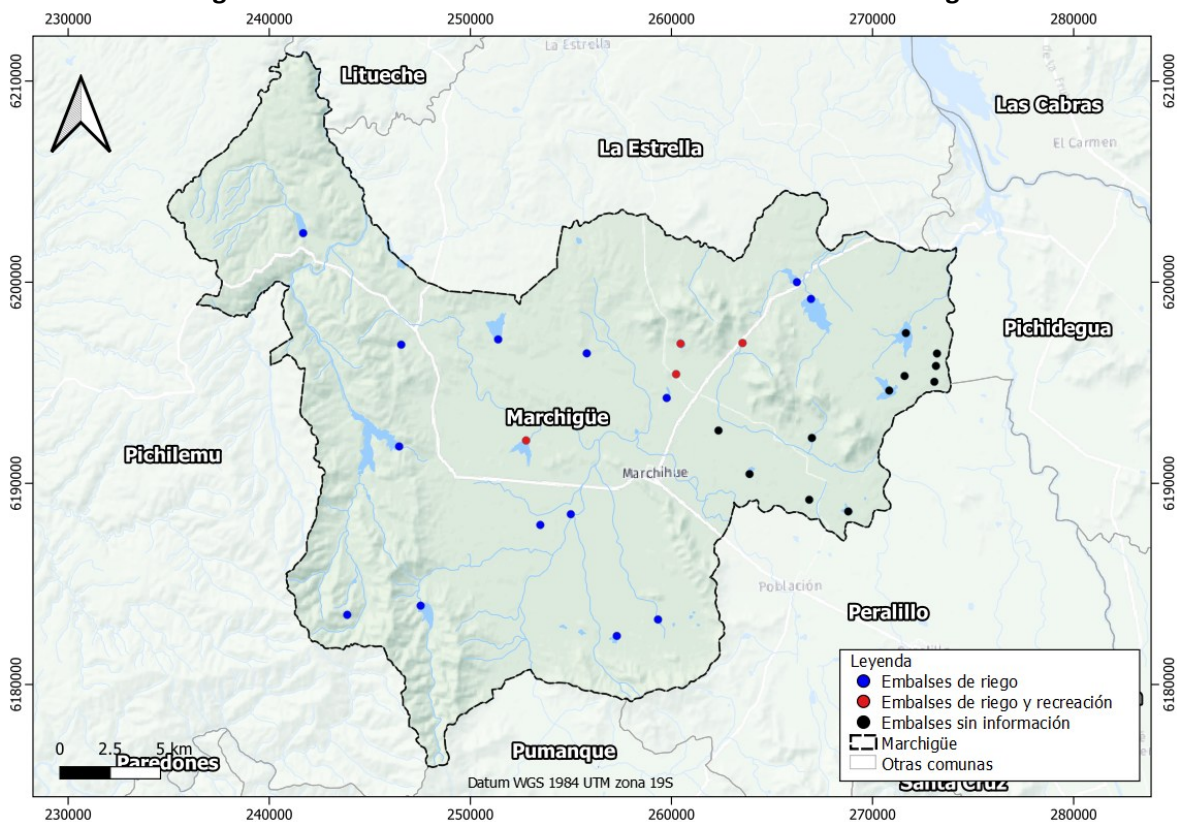 230000 240000 250000 260000 270000 280000
La Estrella
Litueche
6210000
6210000
Las Cabras
El Carmen
La Estrella
6200000
6200000
Pichidegua
Marchigüe
Pichilemu
Marchihue
6190000
6190000
Población
Peralillo
Leyenda
Embalses de riego
Embalses de riego y recreación
Embalses sin información
Marchigüe
Otras comunas
6180000
6180000
0 2.5 5 km
Paredones
Pumanque
Datum WGS 1984 UTM zona 19S
Santa Cruz
230000 240000 250000 260000 270000 280000